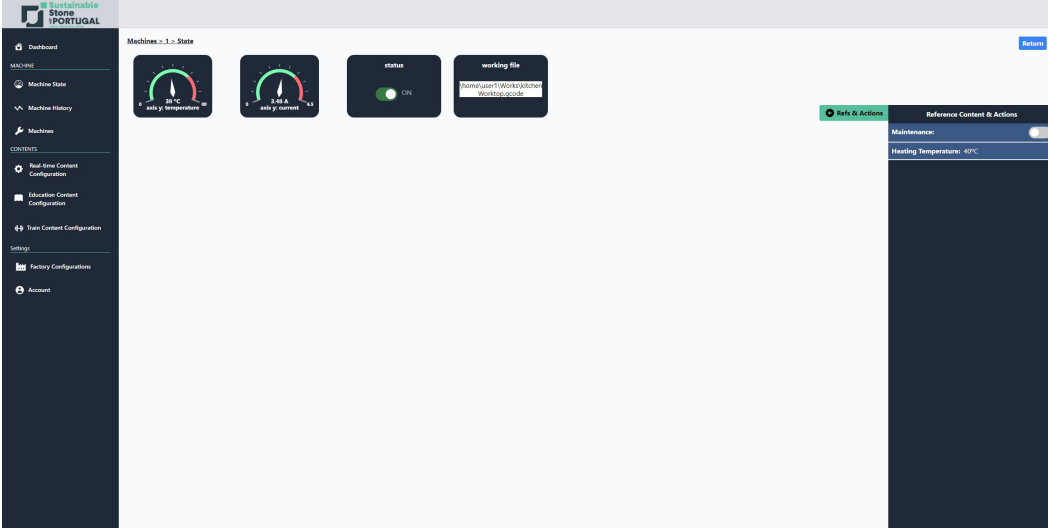 Sustainable
Stone
BY PORTUGAL
Dashboard
MACHINE
Machine State
Machine History
Machines
CONTENTS
Real-time Content
Configuration
Education Content
Configuration
Train Content Configuration
Settings
Factory Configurations
Account
Machines > 1 > State
Return
38 °C
0
axis y: temperature
3.48 A
0
6.5
axis y: current
status
ON
working file
\home\user1\Works\kitchen
Worktop.gcode
Refs & Actions
Reference Content & Actions
Maintenance:
Heating Temperature: 40ºC